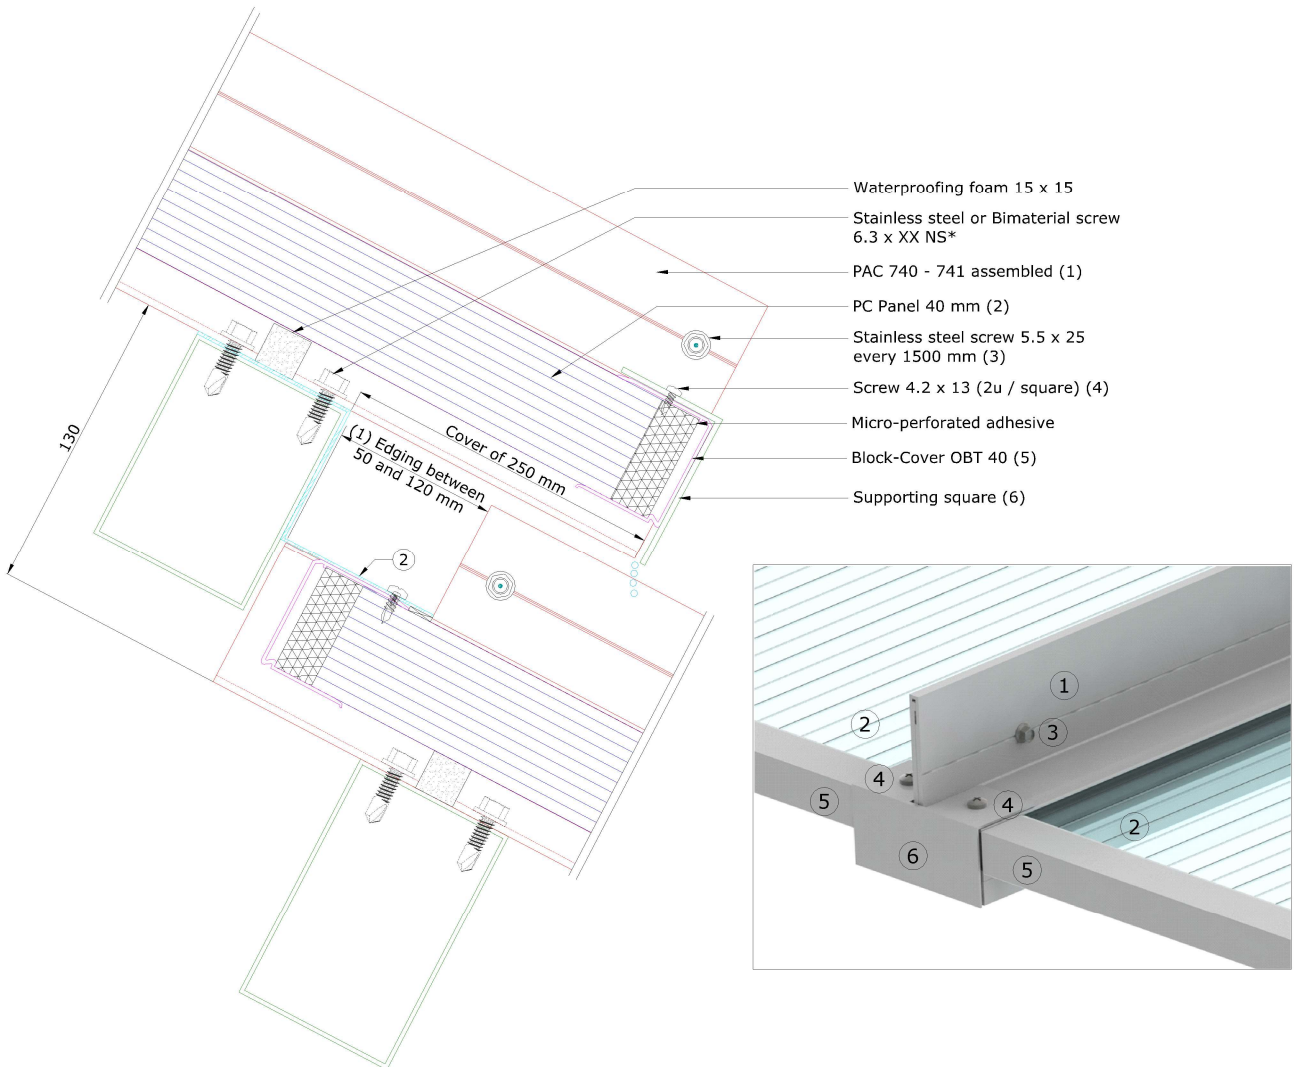 Waterproofing foam 15 x 15
Stainless steel or Bimaterial screw
6.3 x XX NS*
PAC 740 - 741 assembled (1)
PC Panel 40 mm (2)
Stainless steel screw 5.5 x 25
every 1500 mm (3)
Screw 4.2 x 13 (2u / square) (4)
Micro-perforated adhesive
Block-Cover OBT 40 (5)
Supporting square (6)
130
Cover of 250 mm
(1) Edging between
50 and 120 mm
2
1
2
3
4
4
5
2
6
5